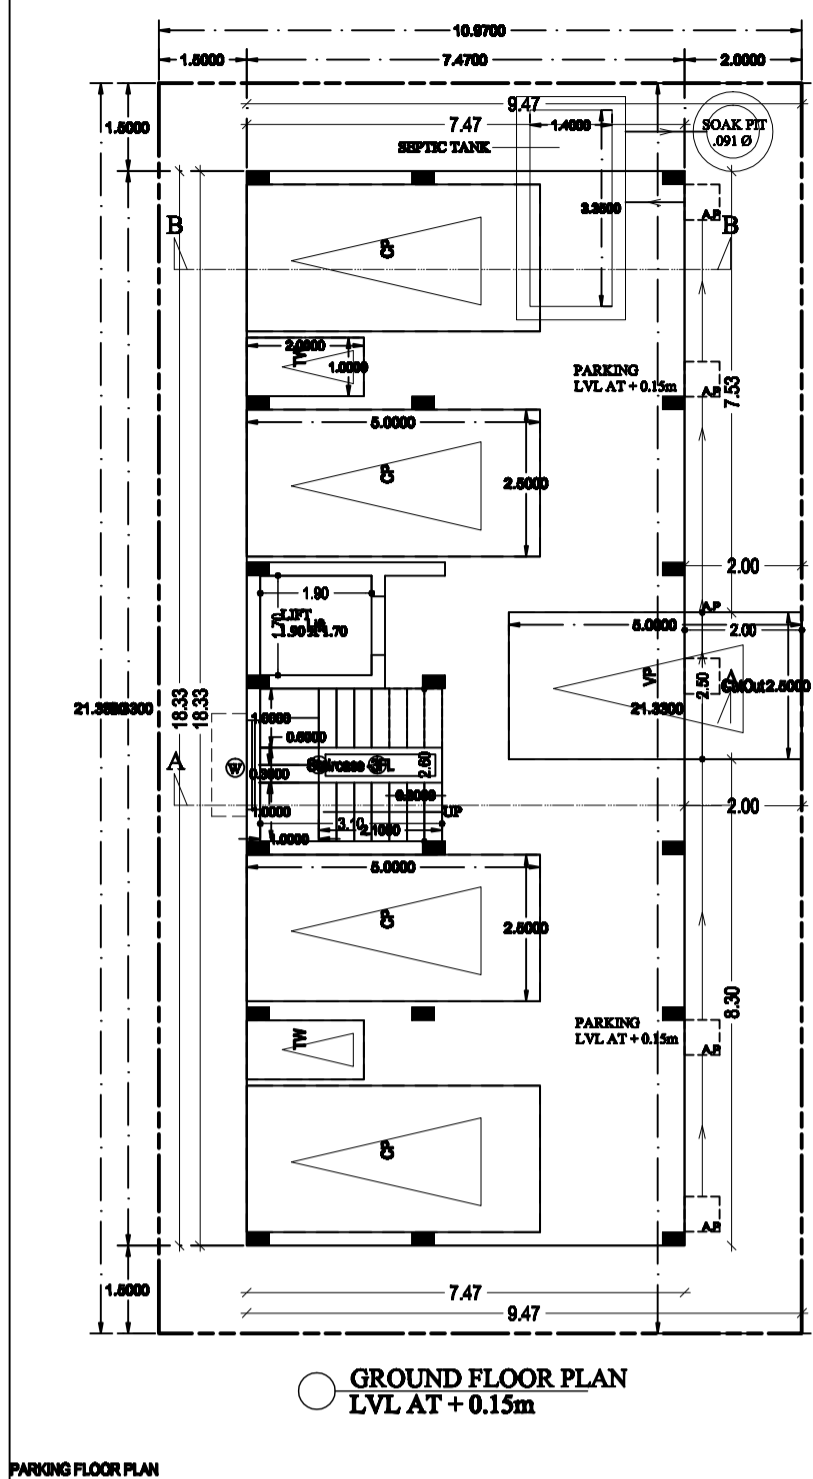 10.9700
1.5000
7.4700
2.0000
9.47
1.5000
7.47
1.4000
SOAK PIT
.091 Ø
SEPTIC TANK
3.3500
A.P
B
B
CP
2.0000
TW
1.0000
PARKING
LVL AT + 0.15m
A.P
7.53
5.0000
CP
2.5000
2.00
1.90
A.P
LIFT
1.70
5.0000
2.00
VP
2.50
A
2.5000
21.3300
18.33
18.33
0.3000
2.60
W
A
1.0000
UP
2.00
3.10
1.0000
5.0000
CP
2.5000
8.30
TW
PARKING
LVL AT + 0.15m
A.P
CP
A.P
1.5000
7.47
9.47
GROUND FLOOR PLAN
LVL AT + 0.15m
PARKING FLOOR PLAN